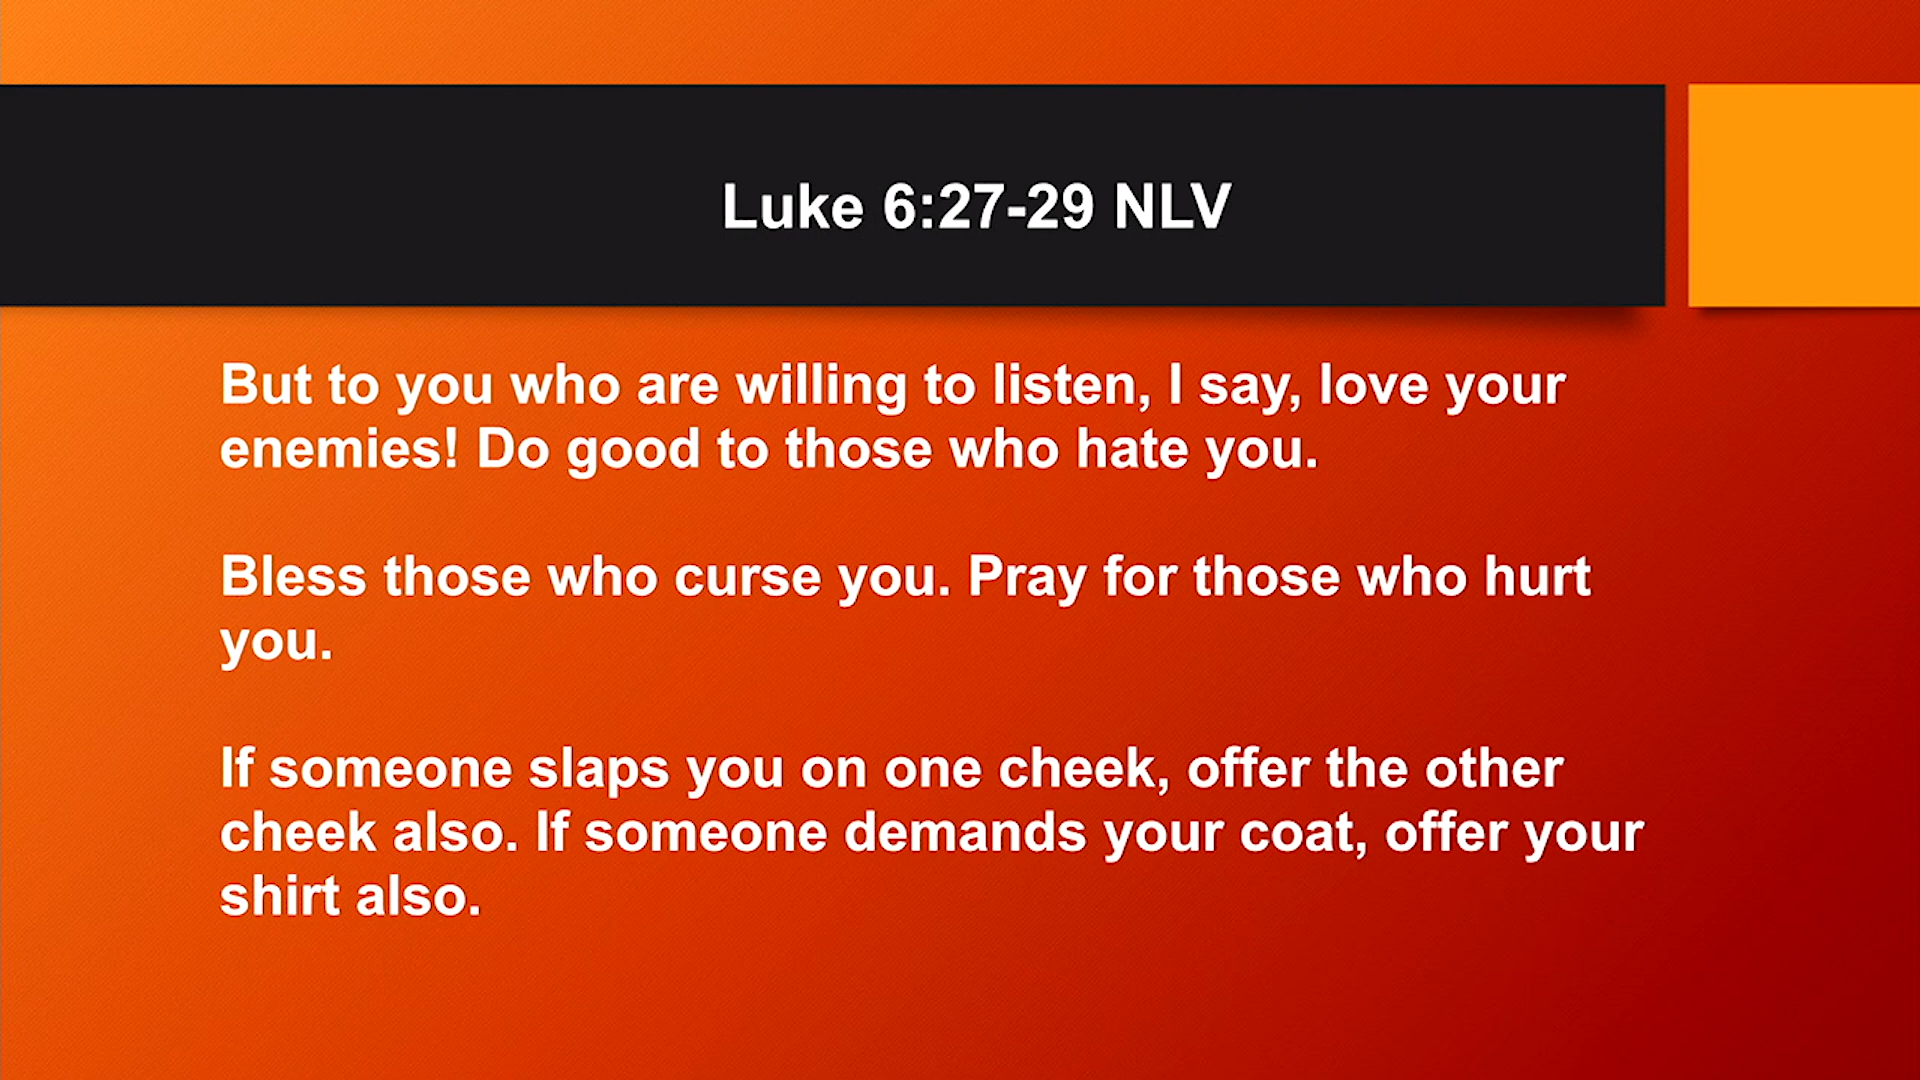 Luke 6:27-29 NLV
But to you who are willing to listen, I say, love your
enemies! Do good to those who hate you.
Bless those who curse you. Pray for those who hurt
you.
If someone slaps you on one cheek, offer the other
cheek also. If someone demands your coat, offer your
shirt also.